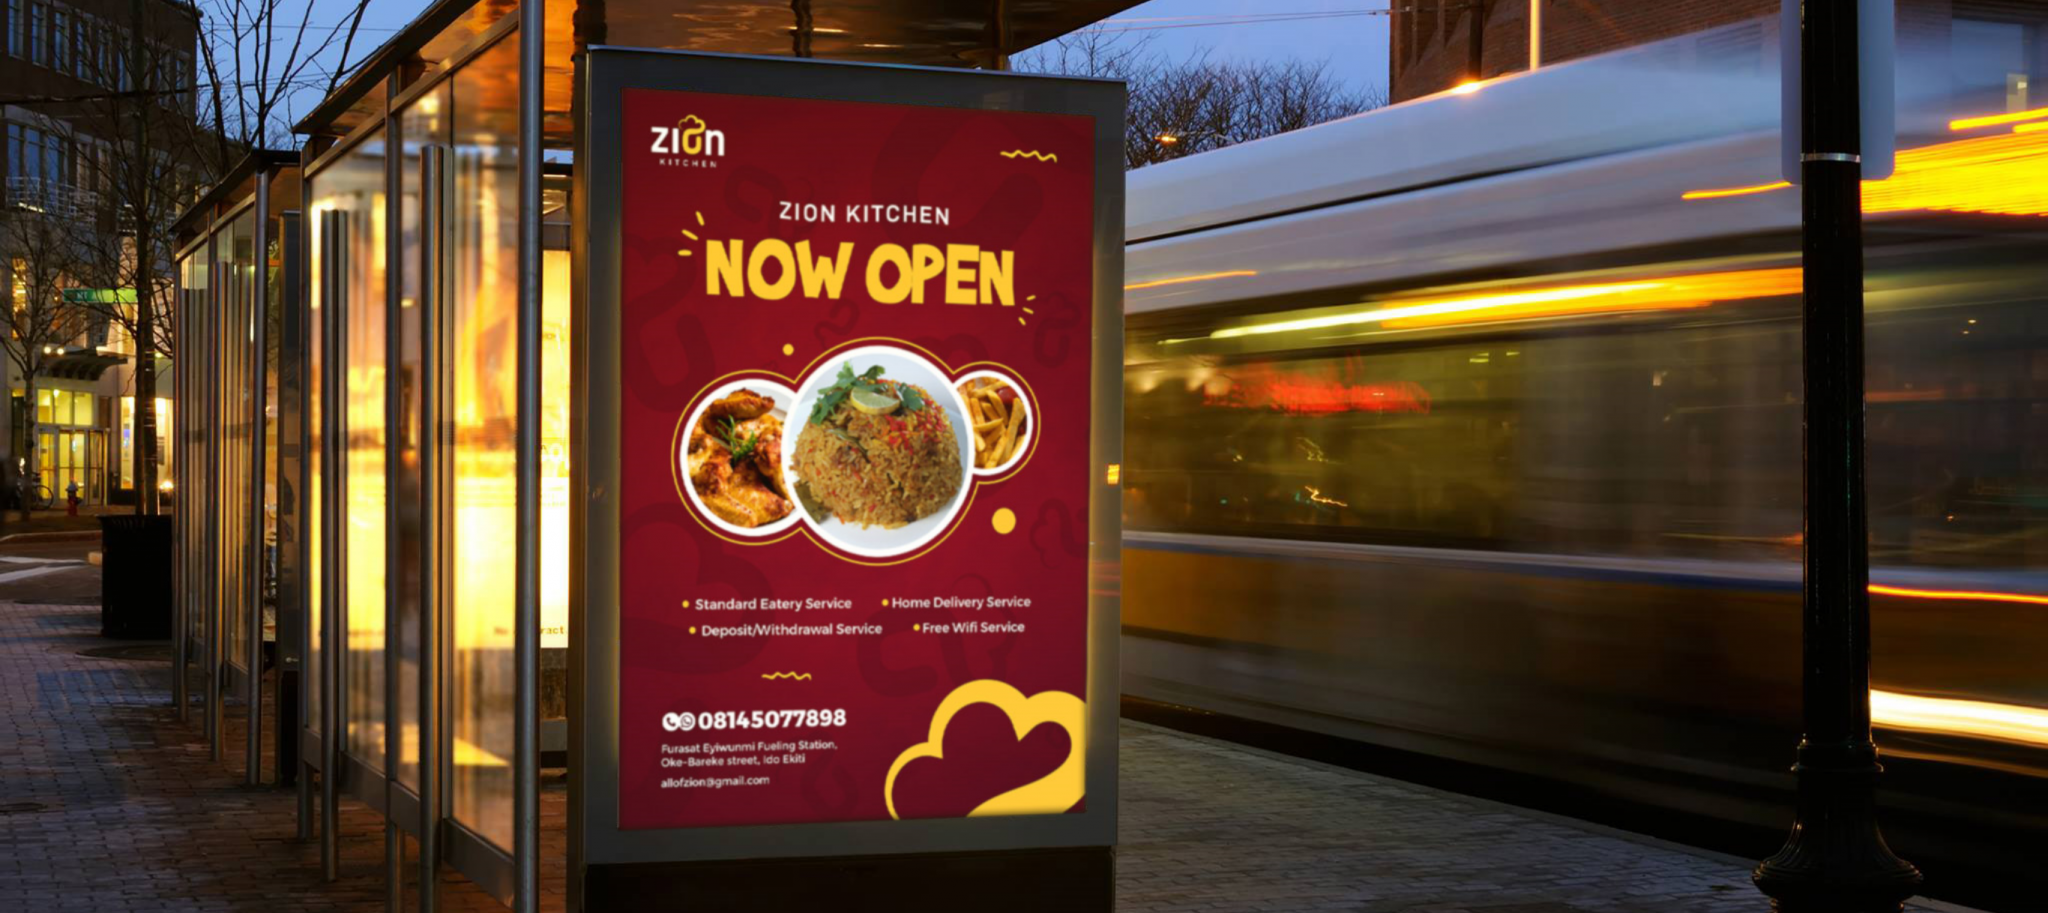 zion
KITCHEN
ZION KITCHEN
NOW OPEN
Standard Eatery Service
Home Delivery Service
Deposit/Withdrawal Service
Free Wifi Service
08145077898
Furasat Eyiwunmi Fueling Station,
Oke-Bareke street, Ido Ekiti
allofzion@gmail.com